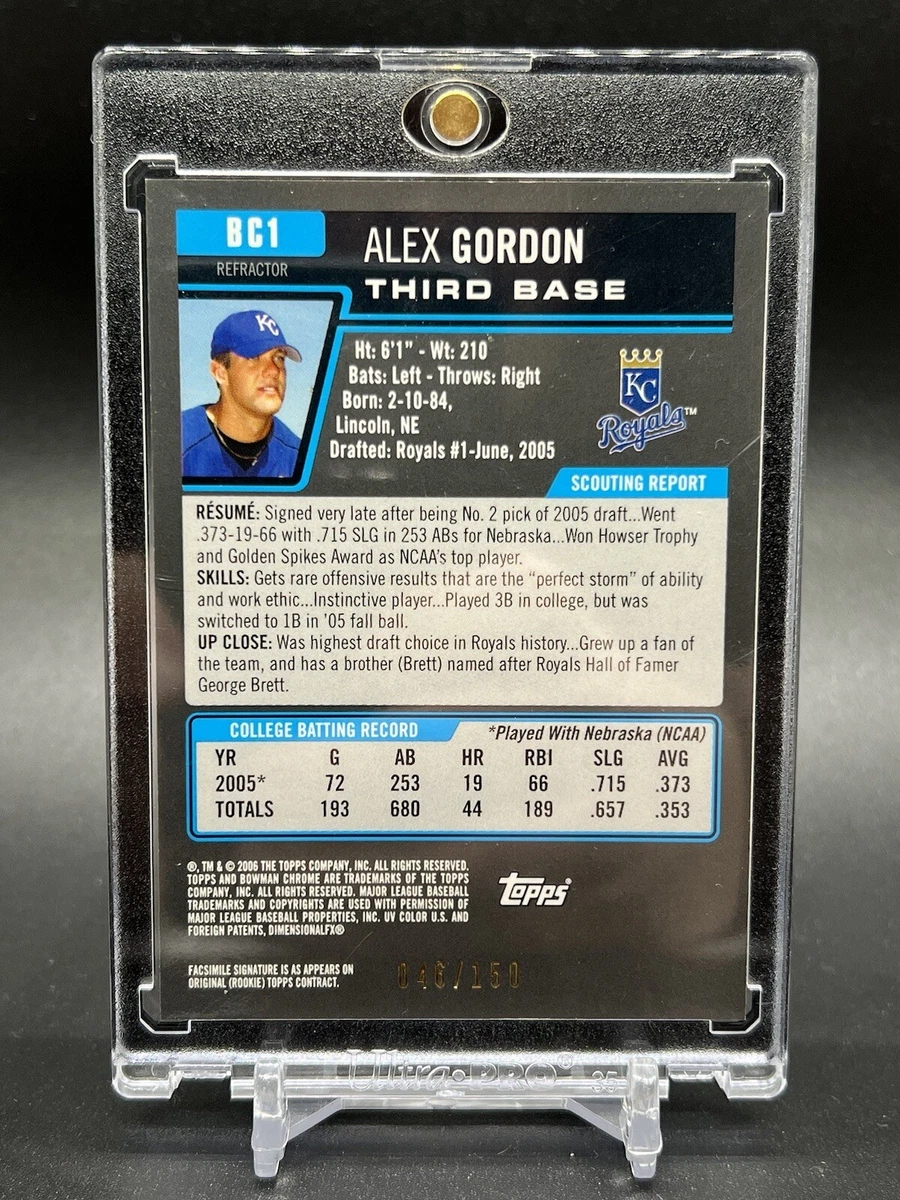 BC1
REFRACTOR
ALEX GORDON
THIRD BASE
KC
Ht: 6'1" - Wt: 210
Bats: Left - Throws: Right
Born: 2-10-84,
Lincoln, NE
Drafted: Royals #1-June, 2005
KC
Royals™
SCOUTING REPORT
RÉSUMÉ: Signed very late after being No. 2 pick of 2005 draft...Went
.373-19-66 with .715 SLG in 253 ABs for Nebraska...Won Howser Trophy
and Golden Spikes Award as NCAA's top player.
SKILLS: Gets rare offensive results that are the "perfect storm" of ability
and work ethic...Instinctive player...Played 3B in college, but was
switched to 1B in '05 fall ball.
UP CLOSE: Was highest draft choice in Royals history...Grew up a fan of
the team, and has a brother (Brett) named after Royals Hall of Famer
George Brett.
COLLEGE BATTING RECORD *Played With Nebraska (NCAA)
YR G AB HR RBI SLG AVG
2005* 72 253 19 66 .715 .373
TOTALS 193 680 44 189 .657 .353
®, TM & © 2006 THE TOPPS COMPANY, INC. ALL RIGHTS RESERVED.
TOPPS AND BOWMAN CHROME ARE TRADEMARKS OF THE TOPPS
COMPANY, INC. ALL RIGHTS RESERVED. MAJOR LEAGUE BASEBALL
TRADEMARKS AND COPYRIGHTS ARE USED WITH PERMISSION OF
MAJOR LEAGUE BASEBALL PROPERTIES, INC. UV COLOR U.S. AND
FOREIGN PATENTS, DIMENSIONALFX®
topps®
FACSIMILE SIGNATURE IS AS APPEARS ON
ORIGINAL (ROOKIE) TOPPS CONTRACT.
046/150
Ultra·PRO® 35